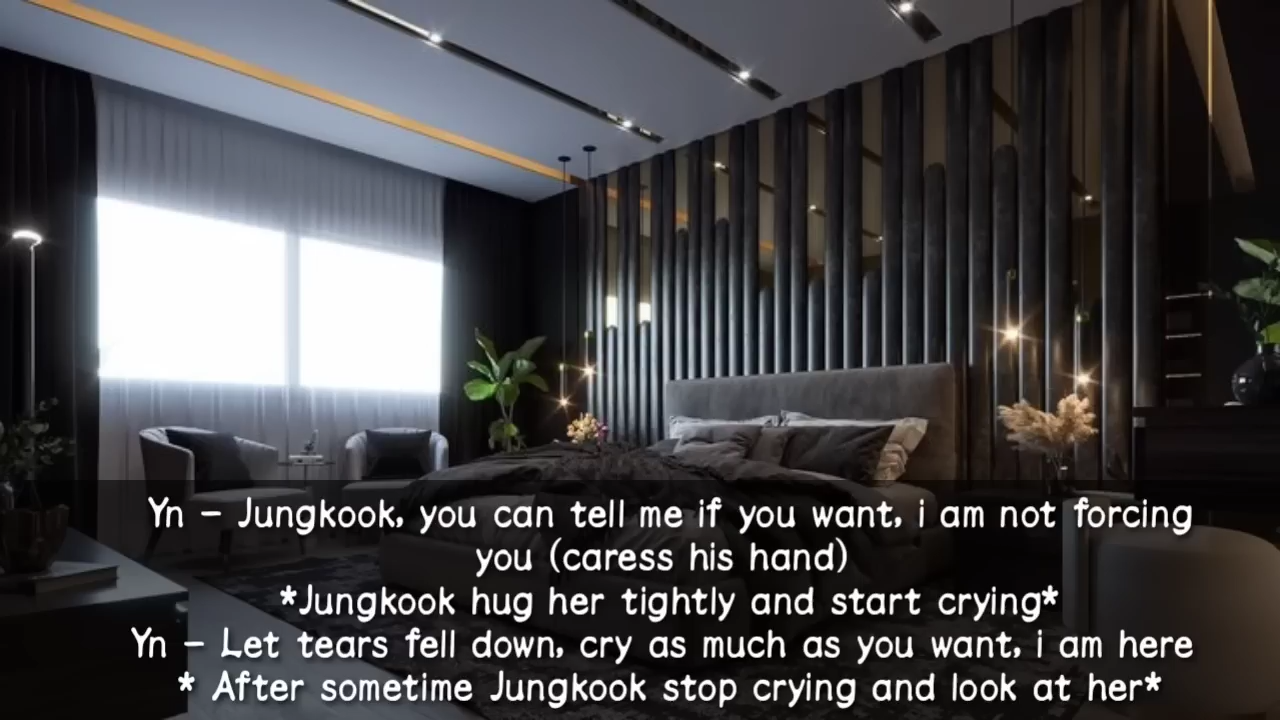 Yn - Jungkook, you can tell me if you want, i am not forcing
you (caress his hand)
*Jungkook hug her tightly and start crying*
Yn - Let tears fell down, cry as much as you want, i am here
* After sometime Jungkook stop crying and look at her*